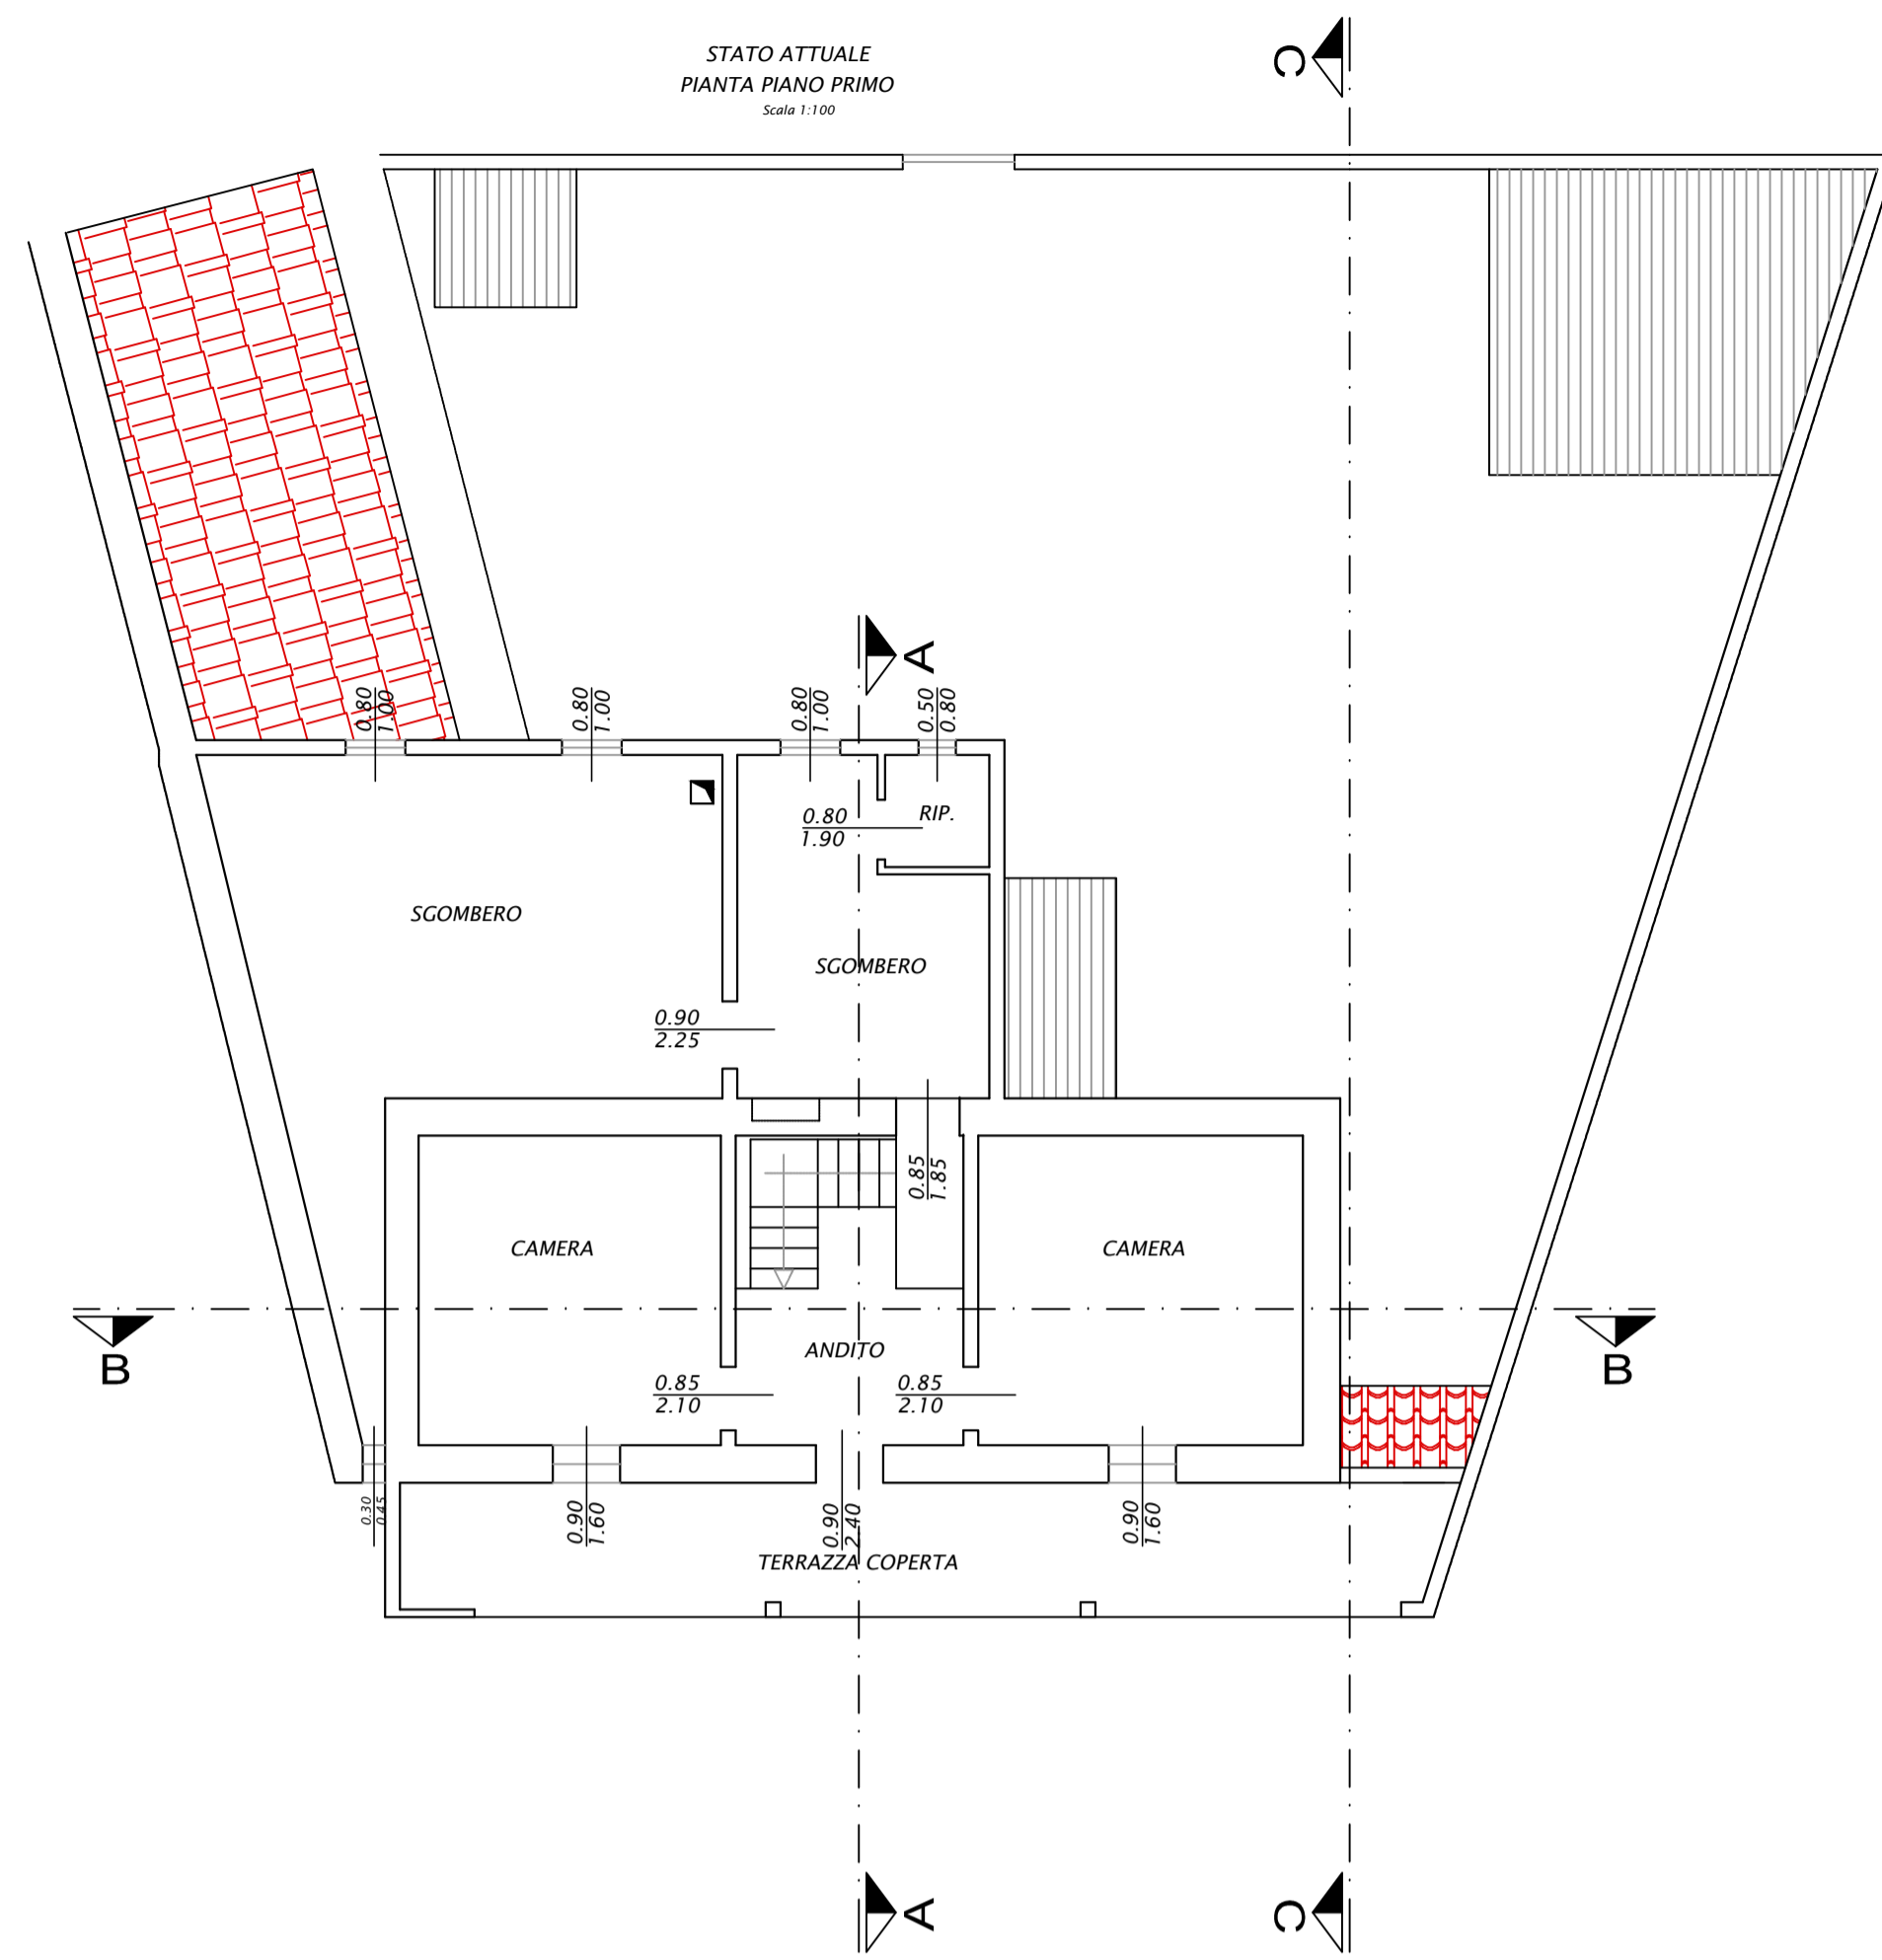 STATO ATTUALE
PIANTA PIANO PRIMO
Scala 1:100
C
A
0.80
1.00
0.80
1.00
0.80
1.00
0.50
0.80
0.80
1.90
RIP.
SGOMBERO
SGOMBERO
0.90
2.25
0.85
1.85
CAMERA
CAMERA
B
B
ANDITO
0.85
2.10
0.85
2.10
0.30
0.45
0.90
1.60
0.90
2.40
0.90
1.60
TERRAZZA COPERTA
A
C